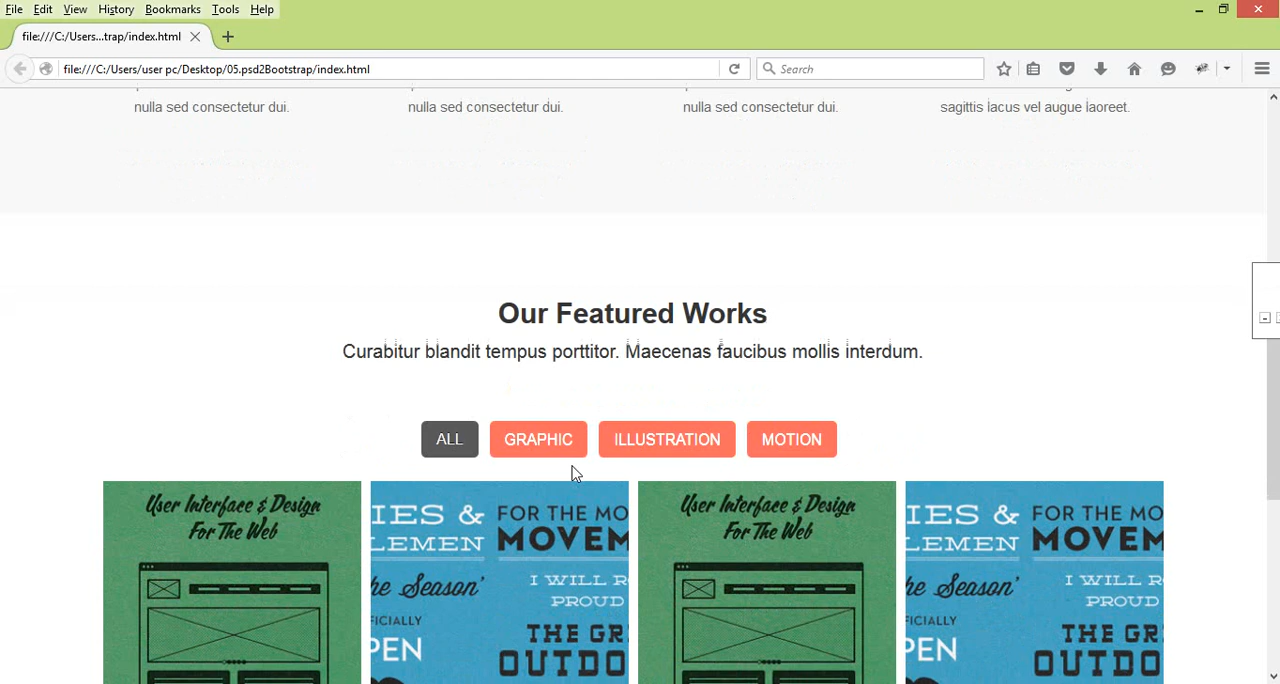 File Edit View History Bookmarks Tools Help
file:///C:/Users...trap/index.html
file:///C:/Users/user pc/Desktop/05.psd2Bootstrap/index.html
Search
nulla sed consectetur dui. nulla sed consectetur dui. nulla sed consectetur dui. sagittis iacus vel augue iaoreet.
Our Featured Works
Curabitur blandit tempus porttitor. Maecenas faucibus mollis interdum.
ALL GRAPHIC ILLUSTRATION MOTION
User Interface & Design
For The Web
IES &
LEMEN
he Season'
ICIALLY
PEN
FOR THE MO
MOVEM
I WILL R
PROUD
THE GR
OUTDO
User Interface & Design
For The Web
IES &
LEMEN
he Season'
ICIALLY
PEN
FOR THE MO
MOVEM
I WILL R
PROUD
THE GR
OUTDO